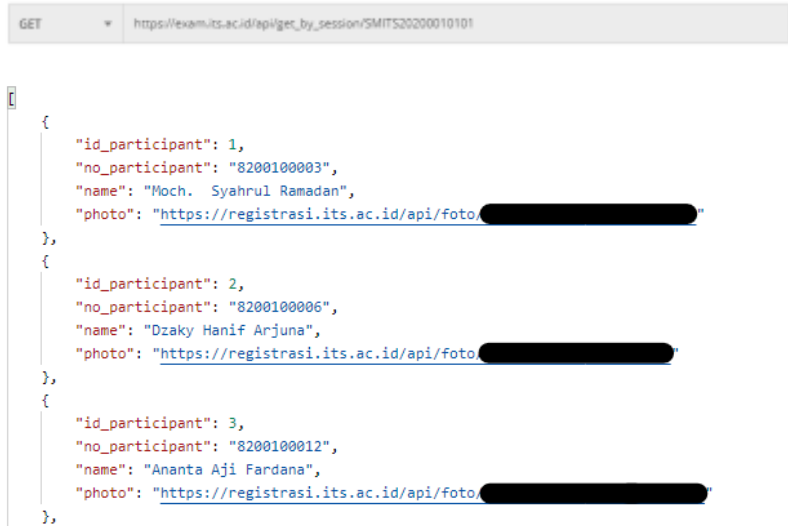 GET https://exam.its.ac.id/api/get_by_session/SMITS20200010101
[
{
"id_participant": 1,
"no_participant": "8200100003",
"name": "Moch.  Syahrul Ramadan",
"photo": "https://registrasi.its.ac.id/api/foto/"
},
{
"id_participant": 2,
"no_participant": "8200100006",
"name": "Dzaky Hanif Arjuna",
"photo": "https://registrasi.its.ac.id/api/foto/"
},
{
"id_participant": 3,
"no_participant": "8200100012",
"name": "Ananta Aji Fardana",
"photo": "https://registrasi.its.ac.id/api/foto/"
},